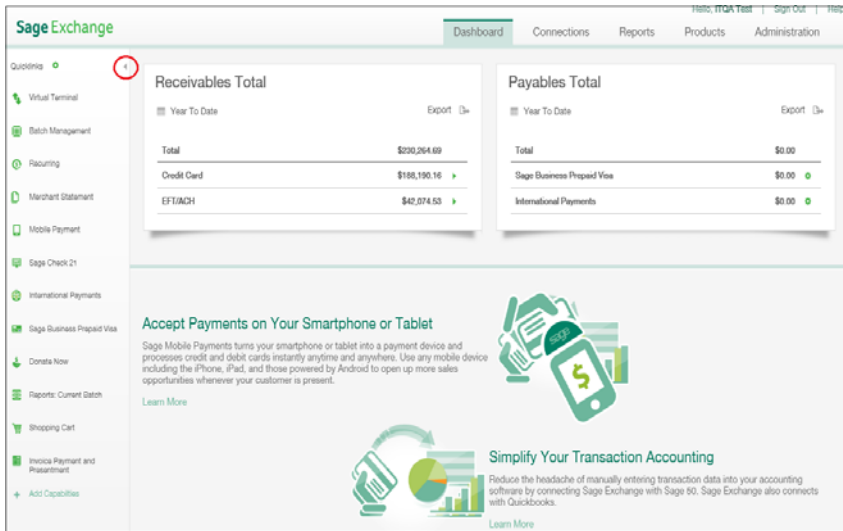 Hello, ITQA Test | Sign Out | Help
Sage Exchange
Dashboard Connections Reports Products Administration
Quicklinks
Virtual Terminal
Batch Management
Recurring
Merchant Statement
Mobile Payment
Sage Check 21
International Payments
Sage Business Prepaid Visa
Donate Now
Reports: Current Batch
Shopping Cart
Invoice Payment and
Presentment
+ Add Capabilities
Receivables Total
Year To Date Export
Total $230,264.69
Credit Card $188,190.16
EFT/ACH $42,074.53
Payables Total
Year To Date Export
Total $0.00
Sage Business Prepaid Visa $0.00
International Payments $0.00
Accept Payments on Your Smartphone or Tablet
Sage Mobile Payments turns your smartphone or tablet into a payment device and
processes credit and debit cards instantly anytime and anywhere. Use any mobile device
including the iPhone, iPad, and those powered by Android to open up more sales
opportunities whenever your customer is present.
Learn More
sage
$
Simplify Your Transaction Accounting
Reduce the headache of manually entering transaction data into your accounting
software by connecting Sage Exchange with Sage 50. Sage Exchange also connects
with Quickbooks.
Learn More